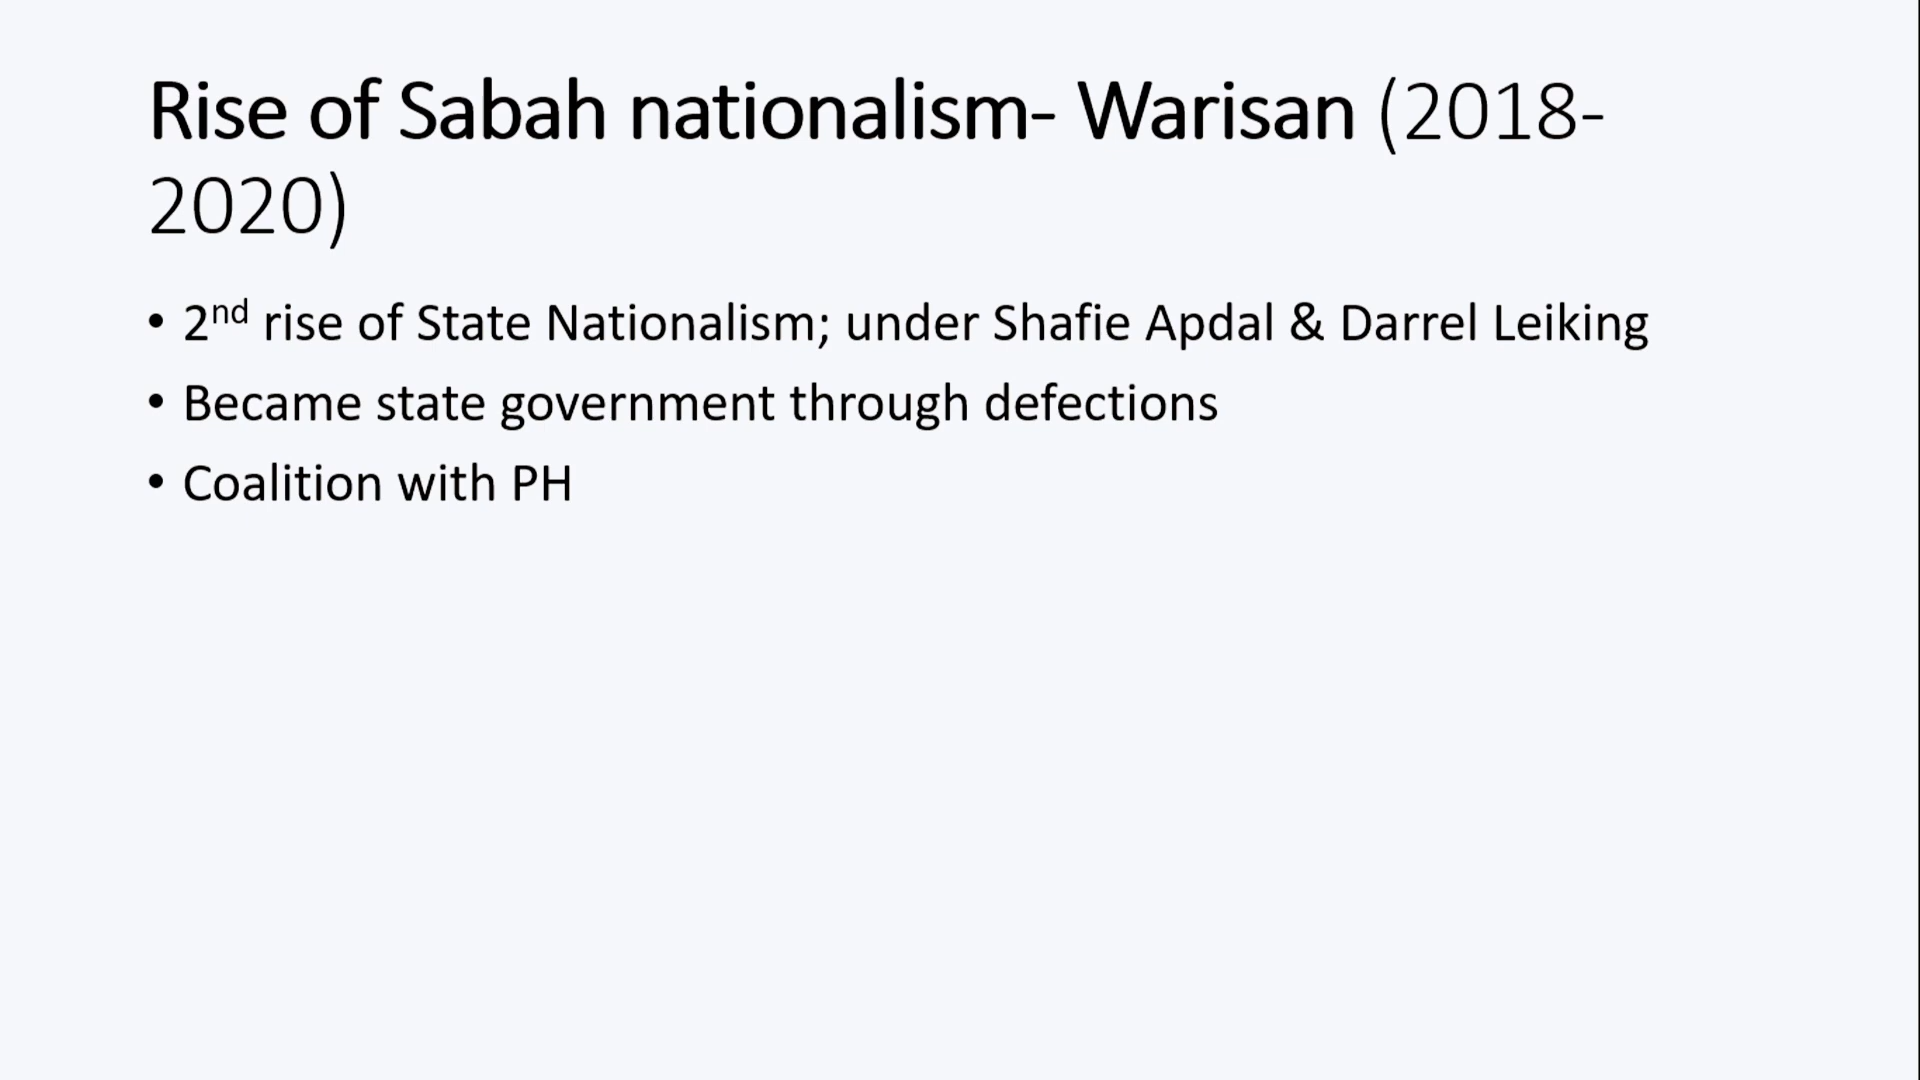 Rise of Sabah nationalism- Warisan (2018-
2020)
• 2nd rise of State Nationalism; under Shafie Apdal & Darrel Leiking
• Became state government through defections
• Coalition with PH